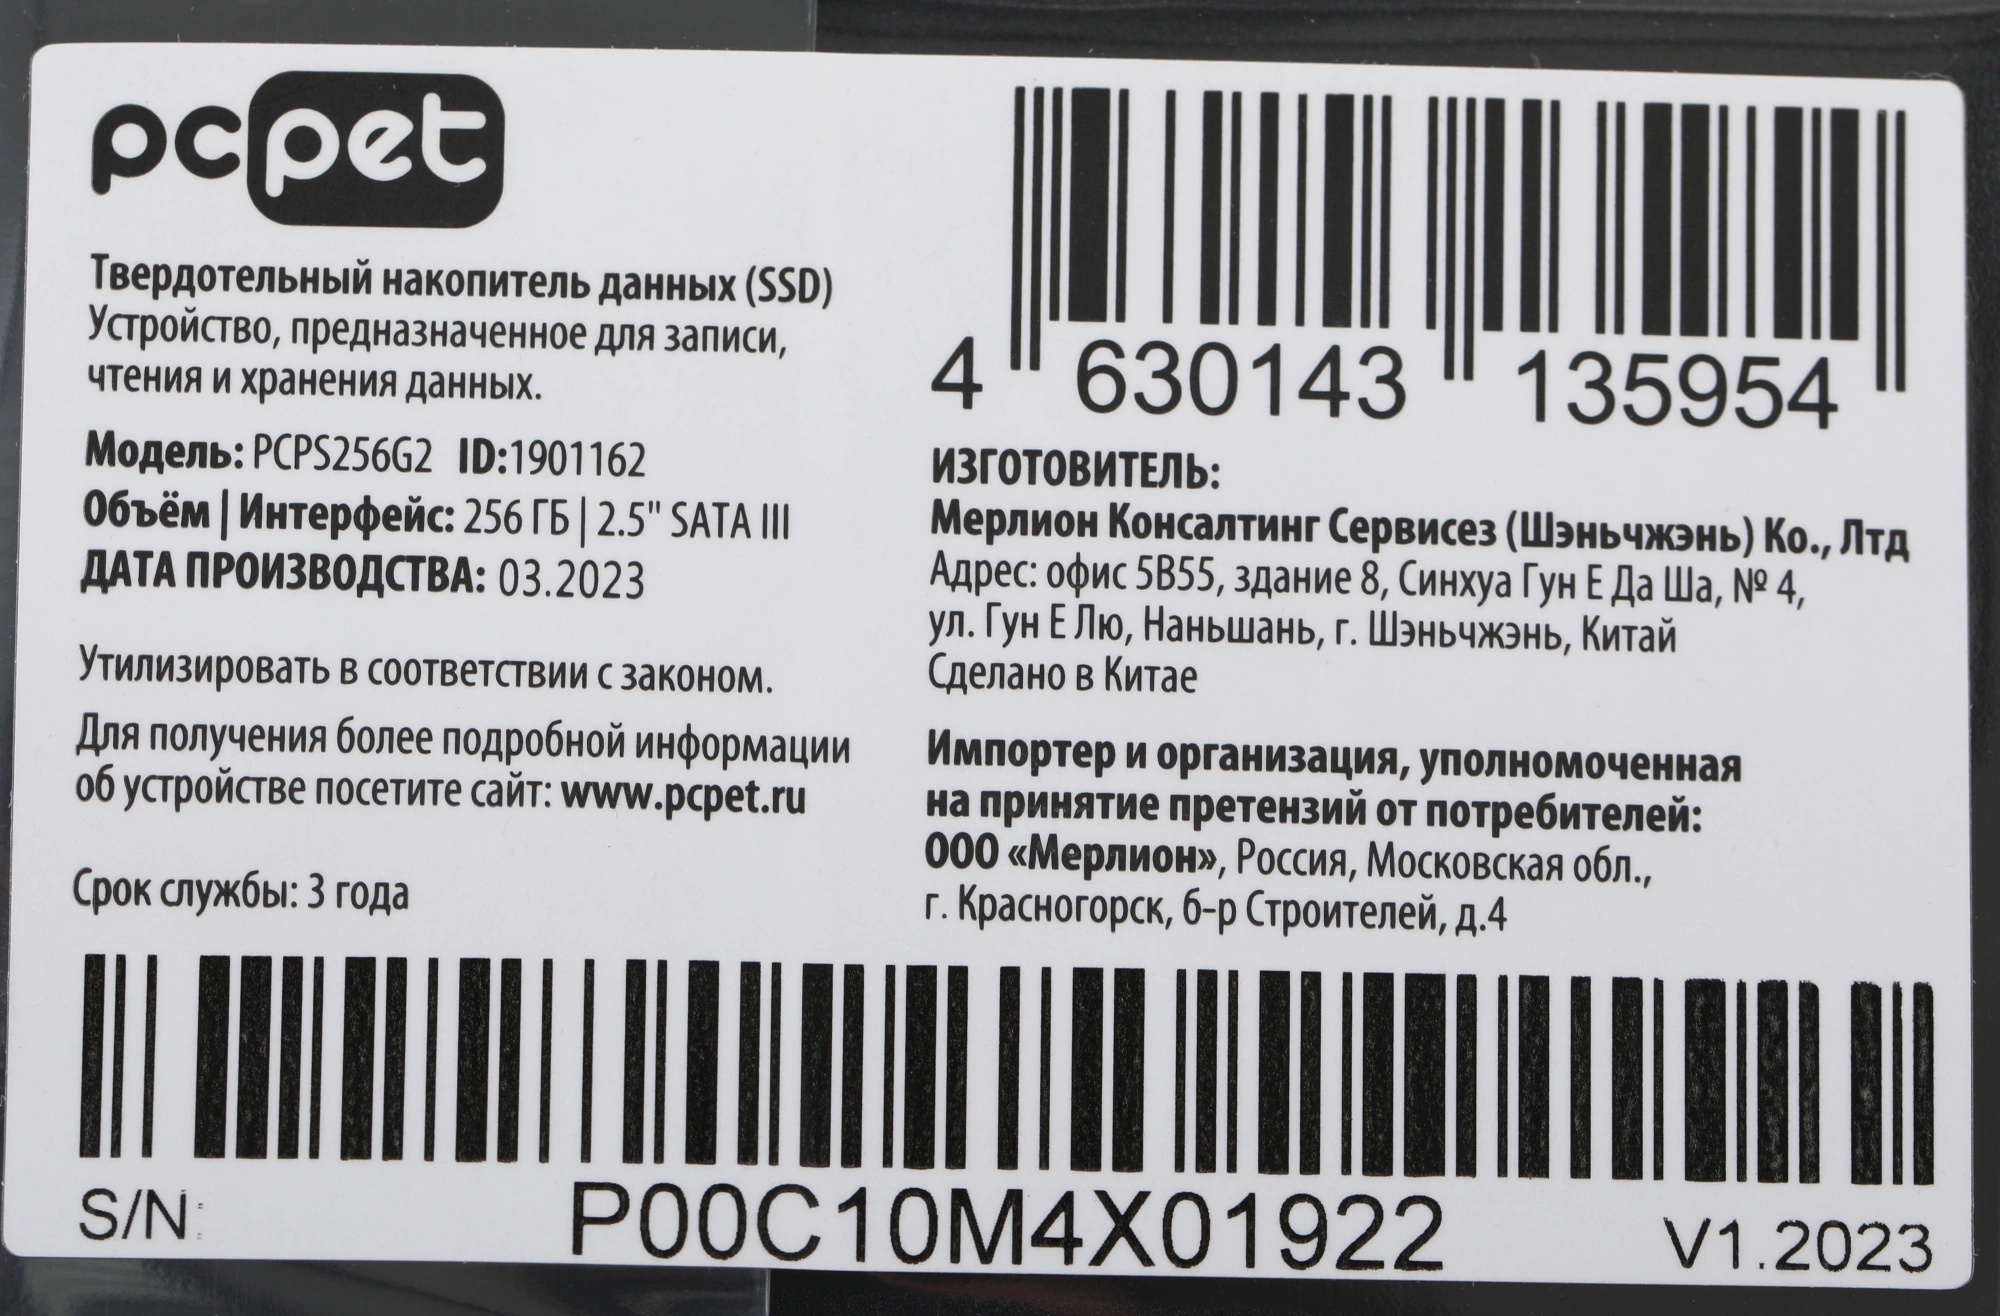 pcpet
Твердотельный накопитель данных (SSD)
Устройство, предназначенное для записи,
чтения и хранения данных.
Модель: PCPS256G2 ID:1901162
Объём | Интерфейс: 256 ГБ | 2.5" SATA III
ДАТА ПРОИЗВОДСТВА: 03.2023
Утилизировать в соответствии с законом.
Для получения более подробной информации
об устройстве посетите сайт: www.pcpet.ru
Срок службы: 3 года
4 630143 135954
ИЗГОТОВИТЕЛЬ:
Мерлион Консалтинг Сервисез (Шэньчжэнь) Ко., Лтд
Адрес: офис 5В55, здание 8, Синхуа Гун Е Да Ша, № 4,
ул. Гун Е Лю, Наньшань, г. Шэньчжэнь, Китай
Сделано в Китае
Импортер и организация, уполномоченная
на принятие претензий от потребителей:
ООО «Мерлион», Россия, Московская обл.,
г. Красногорск, б-р Строителей, д.4
S/N: P00C10M4X01922 V1.2023